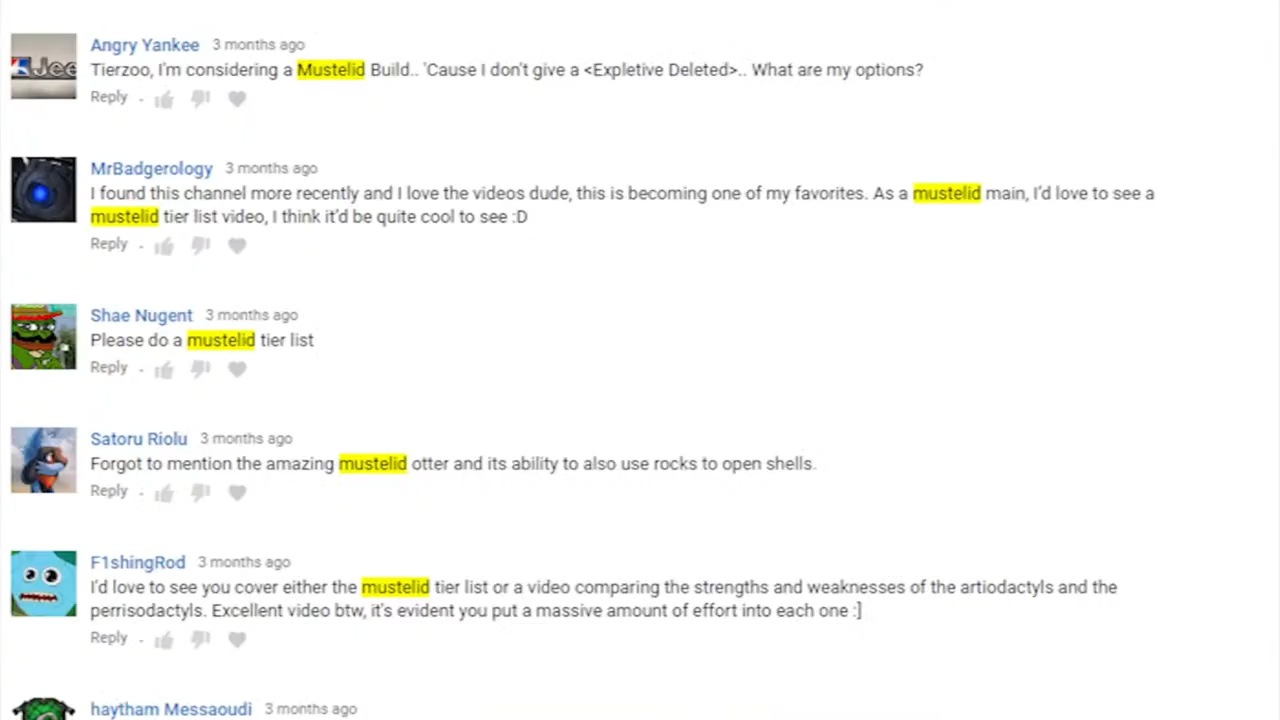 Angry Yankee 3 months ago
Tierzoo, I'm considering a Mustelid Build.. 'Cause I don't give a <Expletive Deleted>.. What are my options?
Reply
MrBadgerology 3 months ago
I found this channel more recently and I love the videos dude, this is becoming one of my favorites. As a mustelid main, I'd love to see a
mustelid tier list video, I think it'd be quite cool to see :D
Reply
Shae Nugent 3 months ago
Please do a mustelid tier list
Reply
Satoru Riolu 3 months ago
Forgot to mention the amazing mustelid otter and its ability to also use rocks to open shells.
Reply
F1shingRod 3 months ago
I'd love to see you cover either the mustelid tier list or a video comparing the strengths and weaknesses of the artiodactyls and the
perrisodactyls. Excellent video btw, it's evident you put a massive amount of effort into each one :]
Reply
haytham Messaoudi 3 months ago